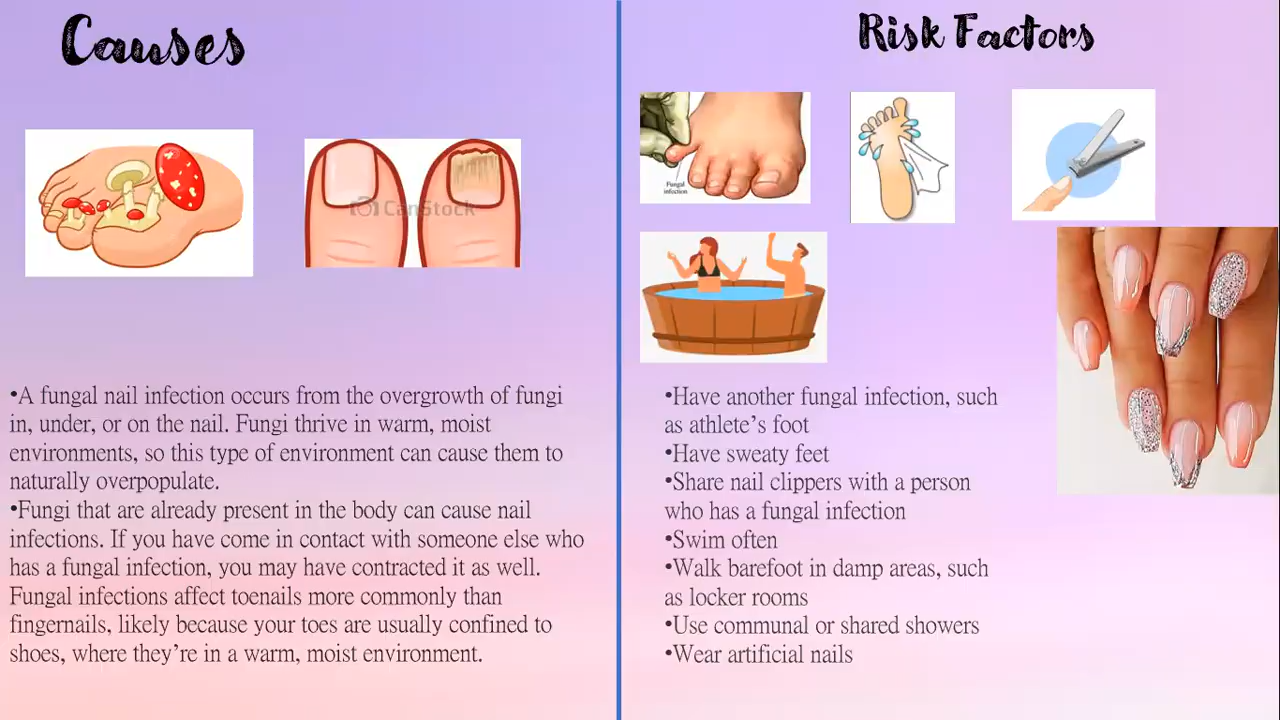 Causes
CanStock
•A fungal nail infection occurs from the overgrowth of fungi
in, under, or on the nail. Fungi thrive in warm, moist
environments, so this type of environment can cause them to
naturally overpopulate.
•Fungi that are already present in the body can cause nail
infections. If you have come in contact with someone else who
has a fungal infection, you may have contracted it as well.
Fungal infections affect toenails more commonly than
fingernails, likely because your toes are usually confined to
shoes, where they’re in a warm, moist environment.
Risk Factors
Fungal
infection
•Have another fungal infection, such
as athlete’s foot
•Have sweaty feet
•Share nail clippers with a person
who has a fungal infection
•Swim often
•Walk barefoot in damp areas, such
as locker rooms
•Use communal or shared showers
•Wear artificial nails